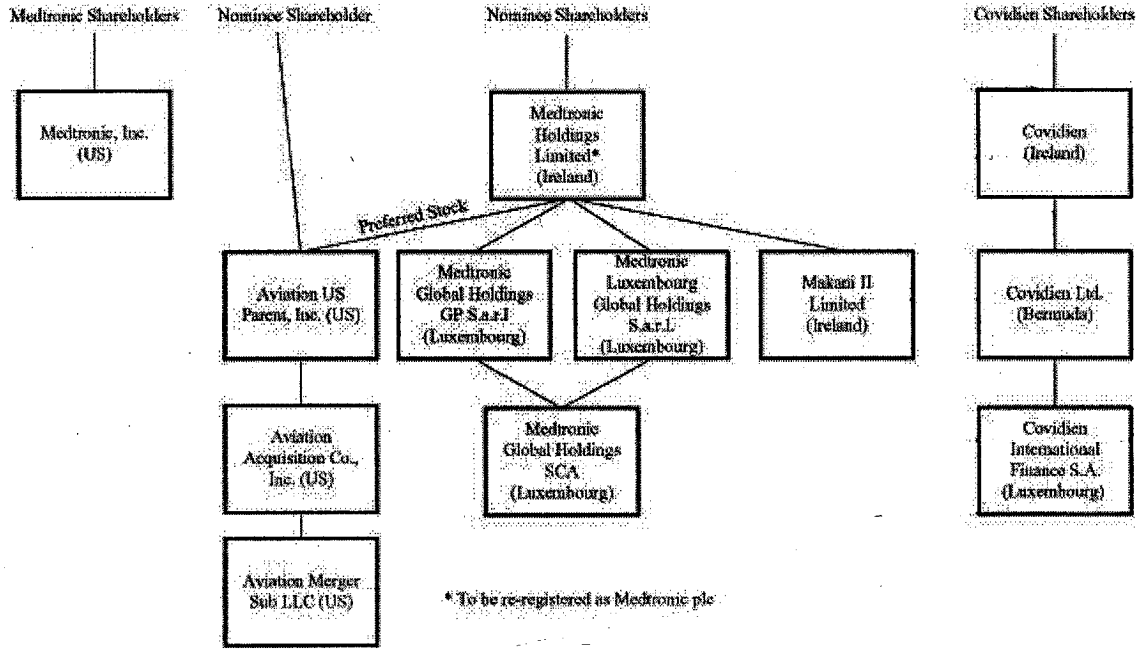 Medtronic Shareholders
Nominee Shareholder
Nominee Shareholders
Covidien Shareholders
Medtronic, Inc.
(US)
Medtronic
Holdings
Limited*
(Ireland)
Covidien
(Ireland)
Preferred Stock
Aviation US
Parent, Inc. (US)
Medtronic
Global Holdings
GP S.a.r.l
(Luxembourg)
Medtronic
Luxembourg
Global Holdings
S.a.r.L
(Luxembourg)
Makani II
Limited
(Ireland)
Covidien Ltd.
(Bermuda)
Aviation
Acquisition Co.,
Inc. (US)
Medtronic
Global Holdings
SCA
(Luxembourg)
Covidien
International
Finance S.A.
(Luxembourg)
Aviation Merger
Sub LLC (US)
* To be re-registered as Medtronic plc